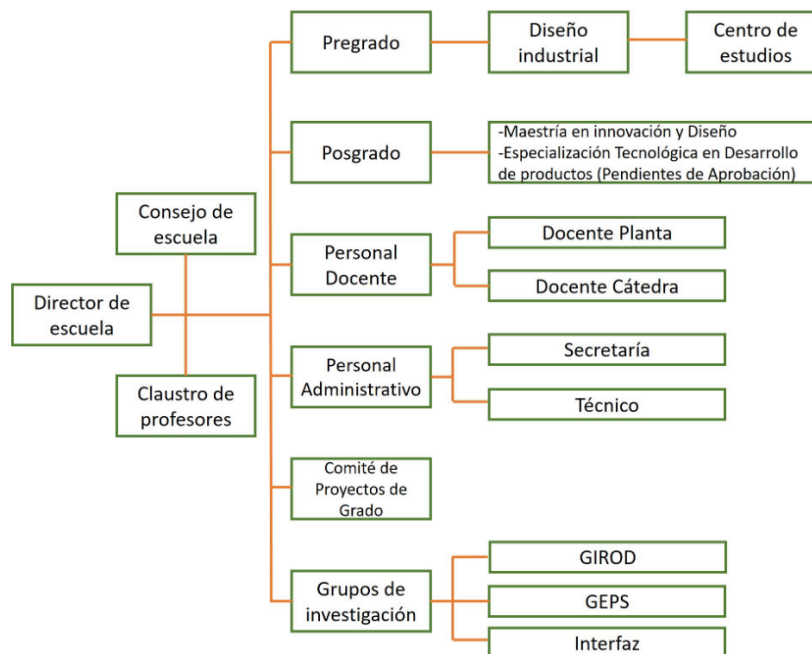 Pregrado
Diseño
industrial
Centro de
estudios
Posgrado
-Maestría en innovación y Diseño
-Especialización Tecnológica en Desarrollo
de productos (Pendientes de Aprobación)
Consejo de
escuela
Director de
escuela
Claustro de
profesores
Personal
Docente
Docente Planta
Docente Cátedra
Personal
Administrativo
Secretaría
Técnico
Comité de
Proyectos de
Grado
Grupos de
investigación
GIROD
GEPS
Interfaz